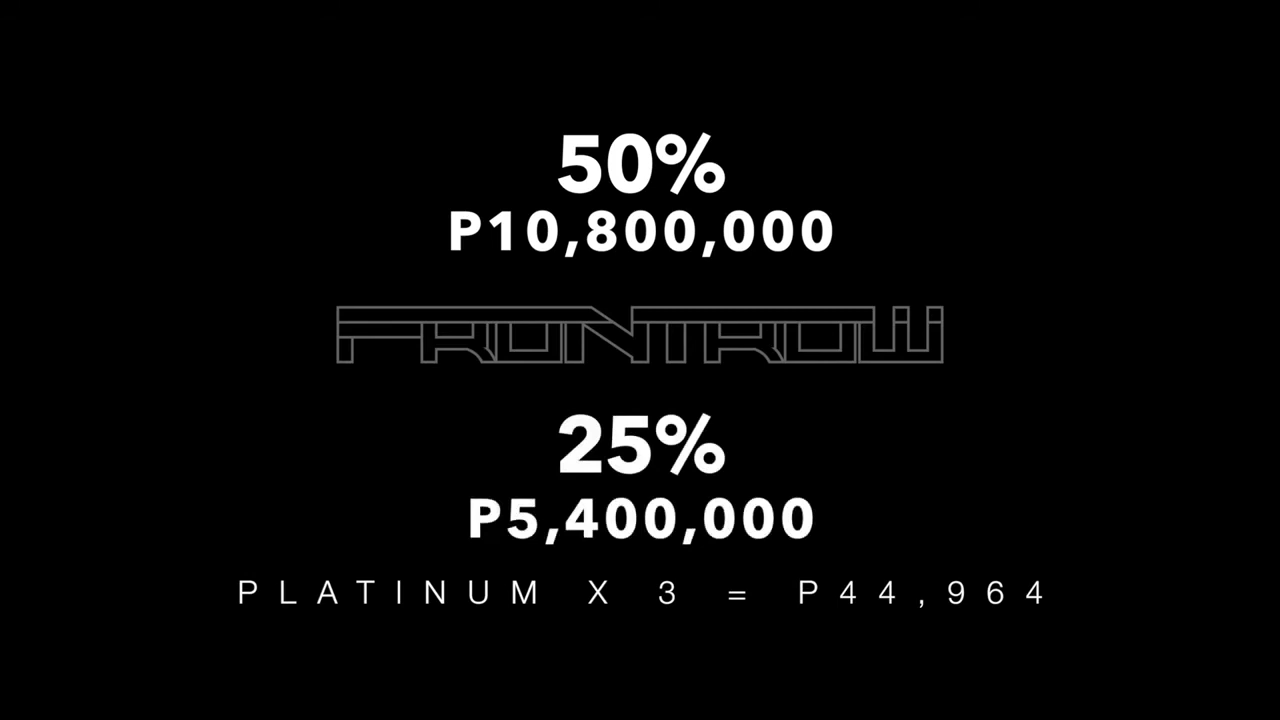 50%
P10,800,000
FRONTROW
25%
P5,400,000
PLATINUM X 3 = P44,964